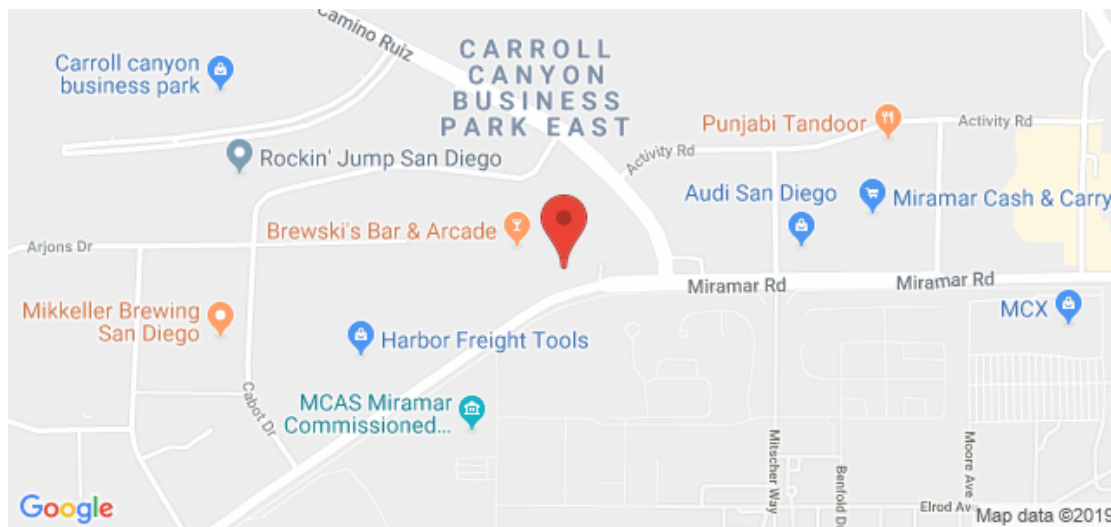 Camino Ruiz
CARROLL
CANYON
BUSINESS
PARK EAST
Carroll canyon
business park
Punjabi Tandoor
Activity Rd
Activity Rd
Rockin' Jump San Diego
Audi San Diego
Miramar Cash & Carry
Brewski's Bar & Arcade
Arjons Dr
Miramar Rd
Miramar Rd
Mikkeller Brewing
San Diego
MCX
Harbor Freight Tools
Cabot Dr
MCAS Miramar
Commissioned...
Mitscher Way
Benfold D
Moore Ave
Elrod Av
Google
Map data ©2019